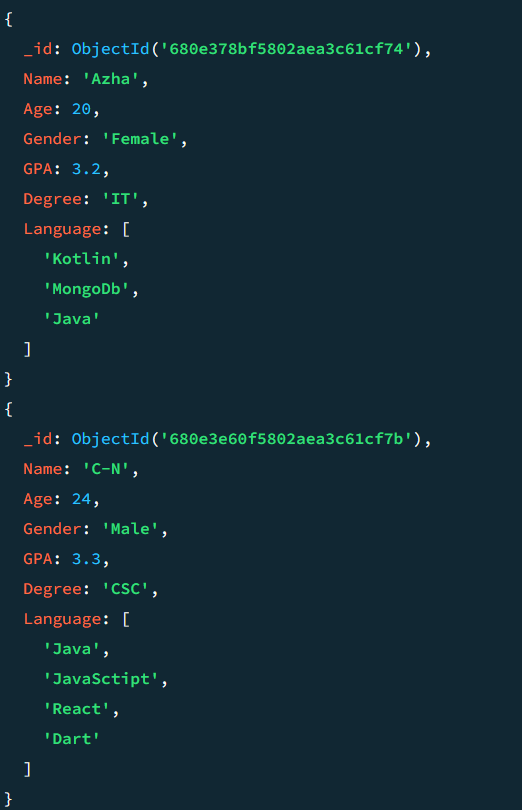 {
  _id: ObjectId('680e378bf5802aea3c61cf74'),
  Name: 'Azha',
  Age: 20,
  Gender: 'Female',
  GPA: 3.2,
  Degree: 'IT',
  Language: [
    'Kotlin',
    'MongoDb',
    'Java'
  ]
}
{
  _id: ObjectId('680e3e60f5802aea3c61cf7b'),
  Name: 'C-N',
  Age: 24,
  Gender: 'Male',
  GPA: 3.3,
  Degree: 'CSC',
  Language: [
    'Java',
    'JavaSctipt',
    'React',
    'Dart'
  ]
}